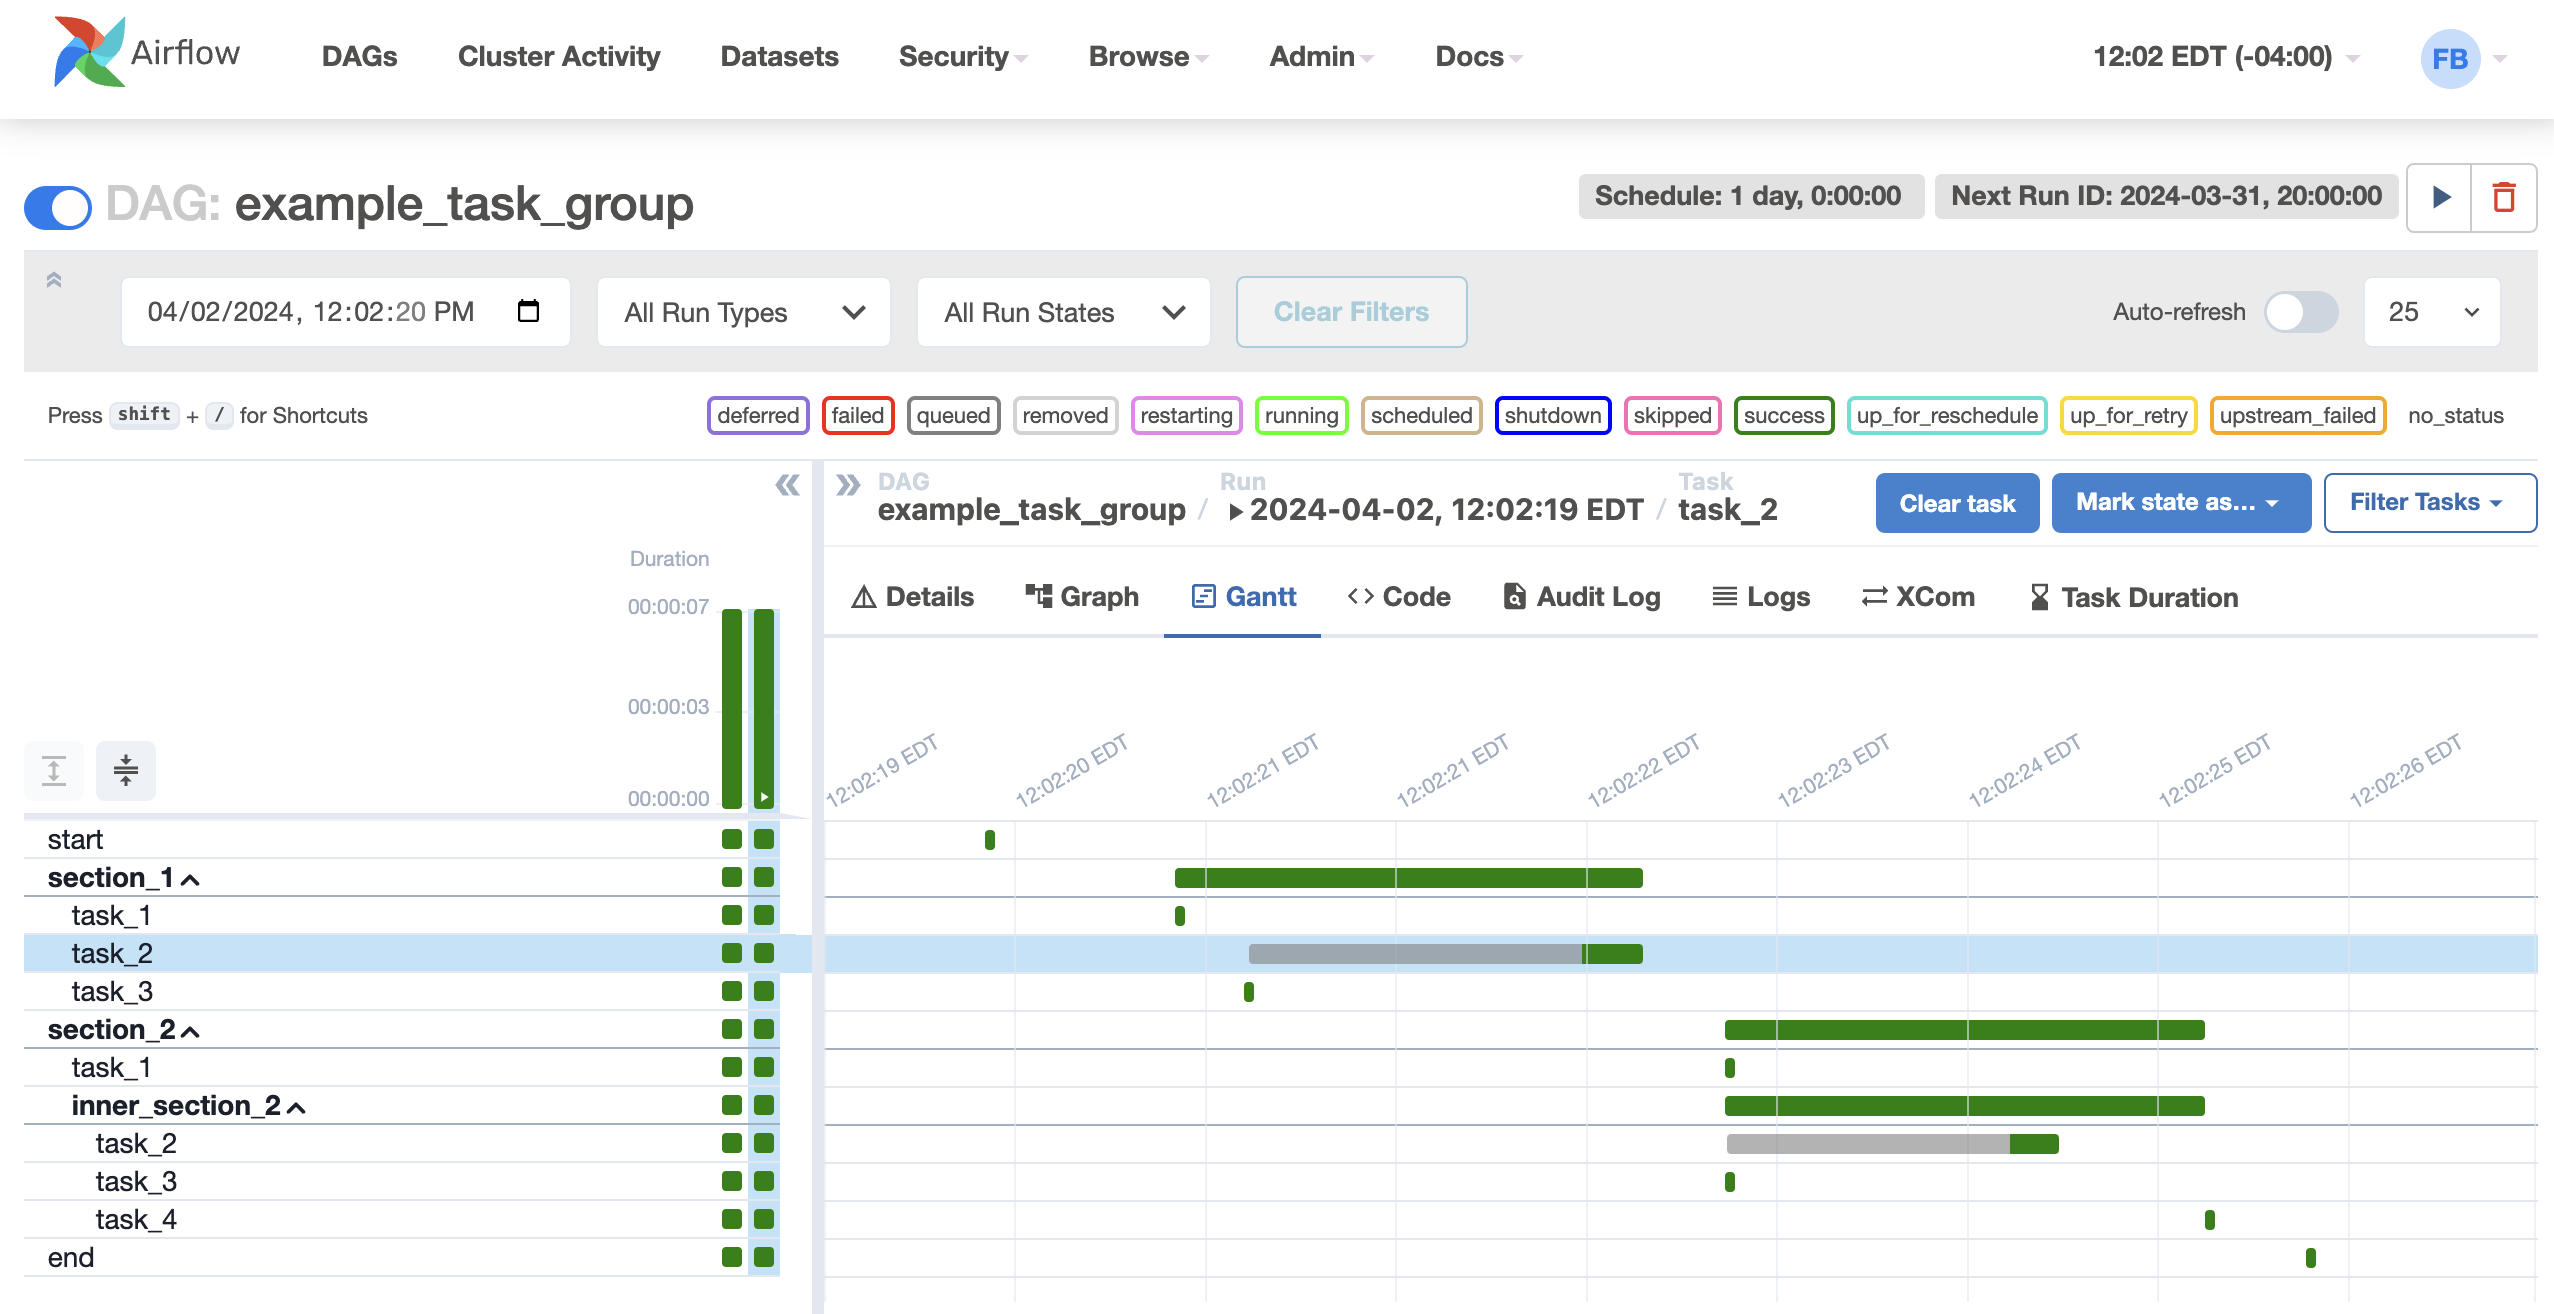 Airflow DAGs Cluster Activity Datasets Security Browse Admin Docs 12:02 EDT (-04:00) FB
DAG: example_task_group Schedule: 1 day, 0:00:00 Next Run ID: 2024-03-31, 20:00:00
04/02/2024, 12:02:20 PM All Run Types All Run States Clear Filters Auto-refresh 25
Press shift + / for Shortcuts deferred failed queued removed restarting running scheduled shutdown skipped success up_for_reschedule up_for_retry upstream_failed no_status
DAG Run Task
example_task_group / 2024-04-02, 12:02:19 EDT / task_2 Clear task Mark state as... Filter Tasks
Details Graph Gantt Code Audit Log Logs XCom Task Duration
Duration
00:00:07
00:00:03
00:00:00
12:02:19 EDT 12:02:20 EDT 12:02:21 EDT 12:02:21 EDT 12:02:22 EDT 12:02:23 EDT 12:02:24 EDT 12:02:25 EDT 12:02:26 EDT
start
section_1
task_1
task_2
task_3
section_2
task_1
inner_section_2
task_2
task_3
task_4
end